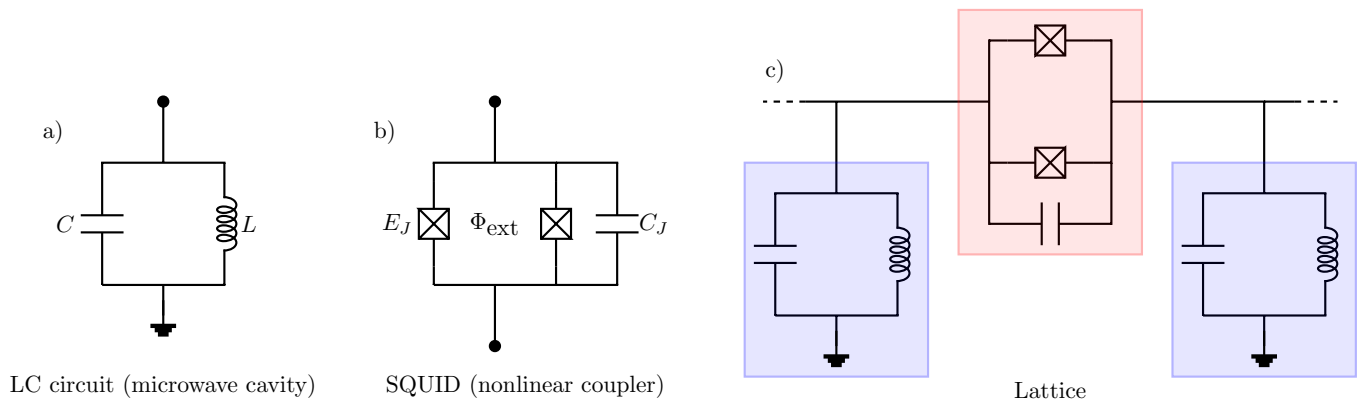 a)
C
L
LC circuit (microwave cavity)
b)
E_J
Φ_ext
C_J
SQUID (nonlinear coupler)
c)
Lattice